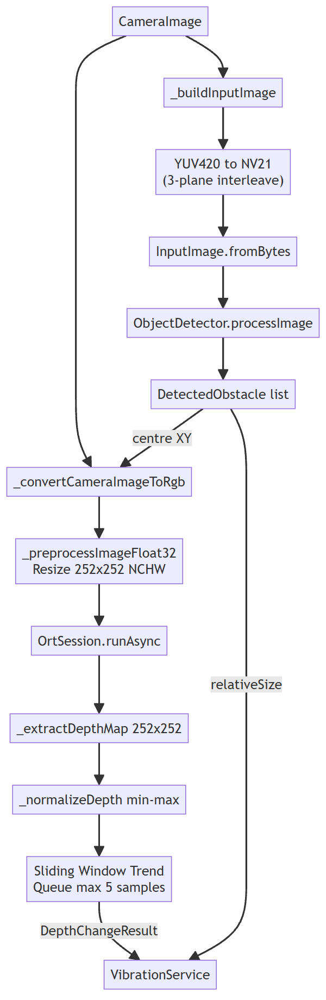 CameraImage
_buildInputImage
YUV420 to NV21
(3-plane interleave)
InputImage.fromBytes
ObjectDetector.processImage
DetectedObstacle list
centre XY
_convertCameraImageToRgb
_preprocessImageFloat32
Resize 252x252 NCHW
OrtSession.runAsync
relativeSize
_extractDepthMap 252x252
_normalizeDepth min-max
Sliding Window Trend
Queue max 5 samples
DepthChangeResult
VibrationService